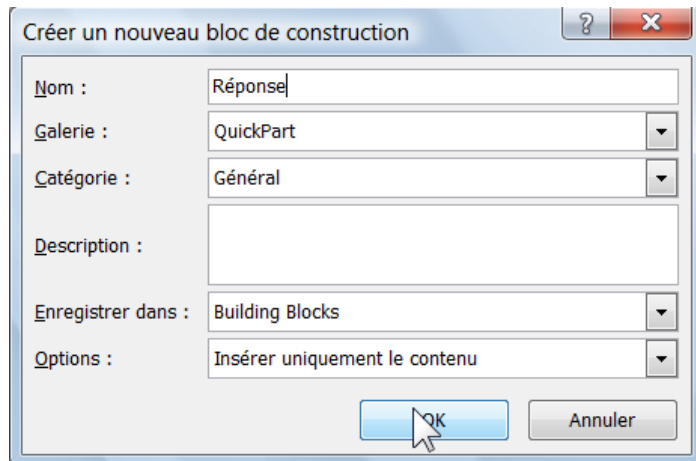 Créer un nouveau bloc de construction
Nom : Réponse
Galerie : QuickPart
Catégorie : Général
Description :
Enregistrer dans : Building Blocks
Options : Insérer uniquement le contenu
OK Annuler